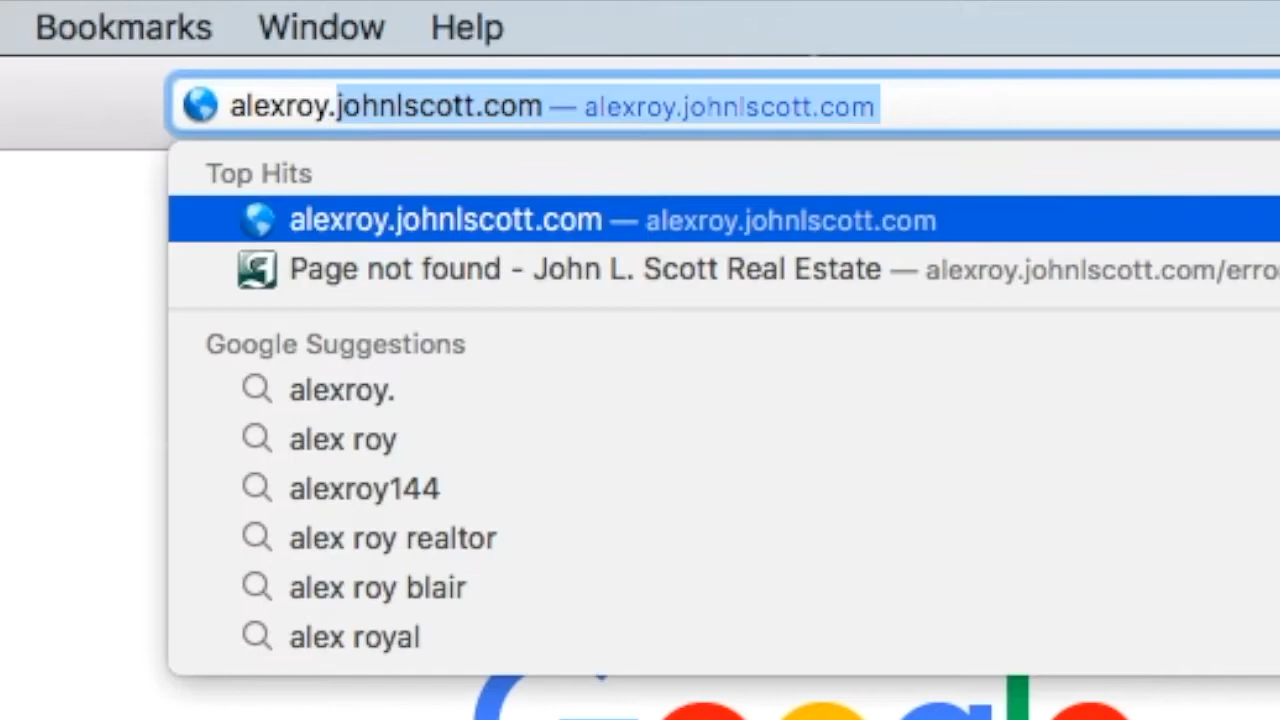 Bookmarks Window Help
alexroy.johnlscott.com — alexroy.johnlscott.com
Top Hits
alexroy.johnlscott.com — alexroy.johnlscott.com
Page not found - John L. Scott Real Estate — alexroy.johnlscott.com/erro
Google Suggestions
alexroy.
alex roy
alexroy144
alex roy realtor
alex roy blair
alex royal
Google